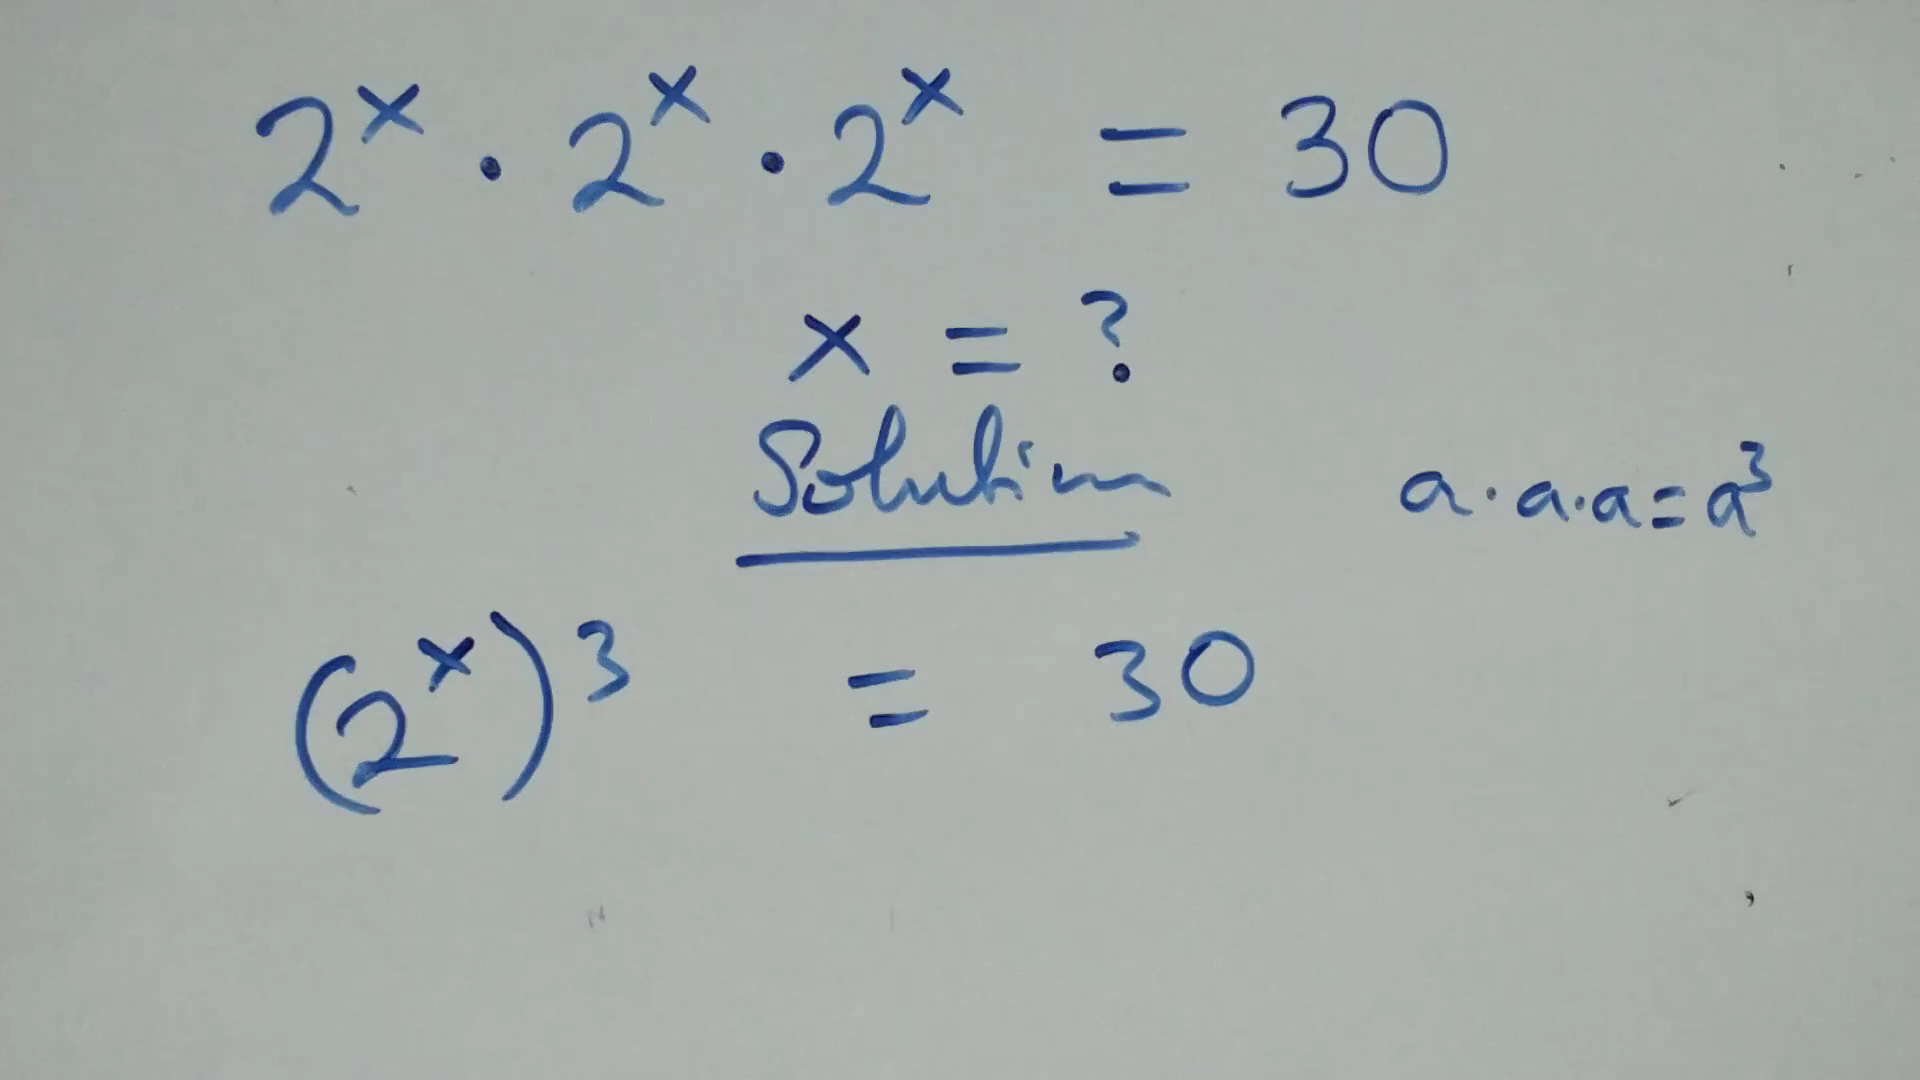 2ˣ · 2ˣ · 2ˣ = 30
x = ?
Solution
a · a · a = a³
(2ˣ)³ = 30